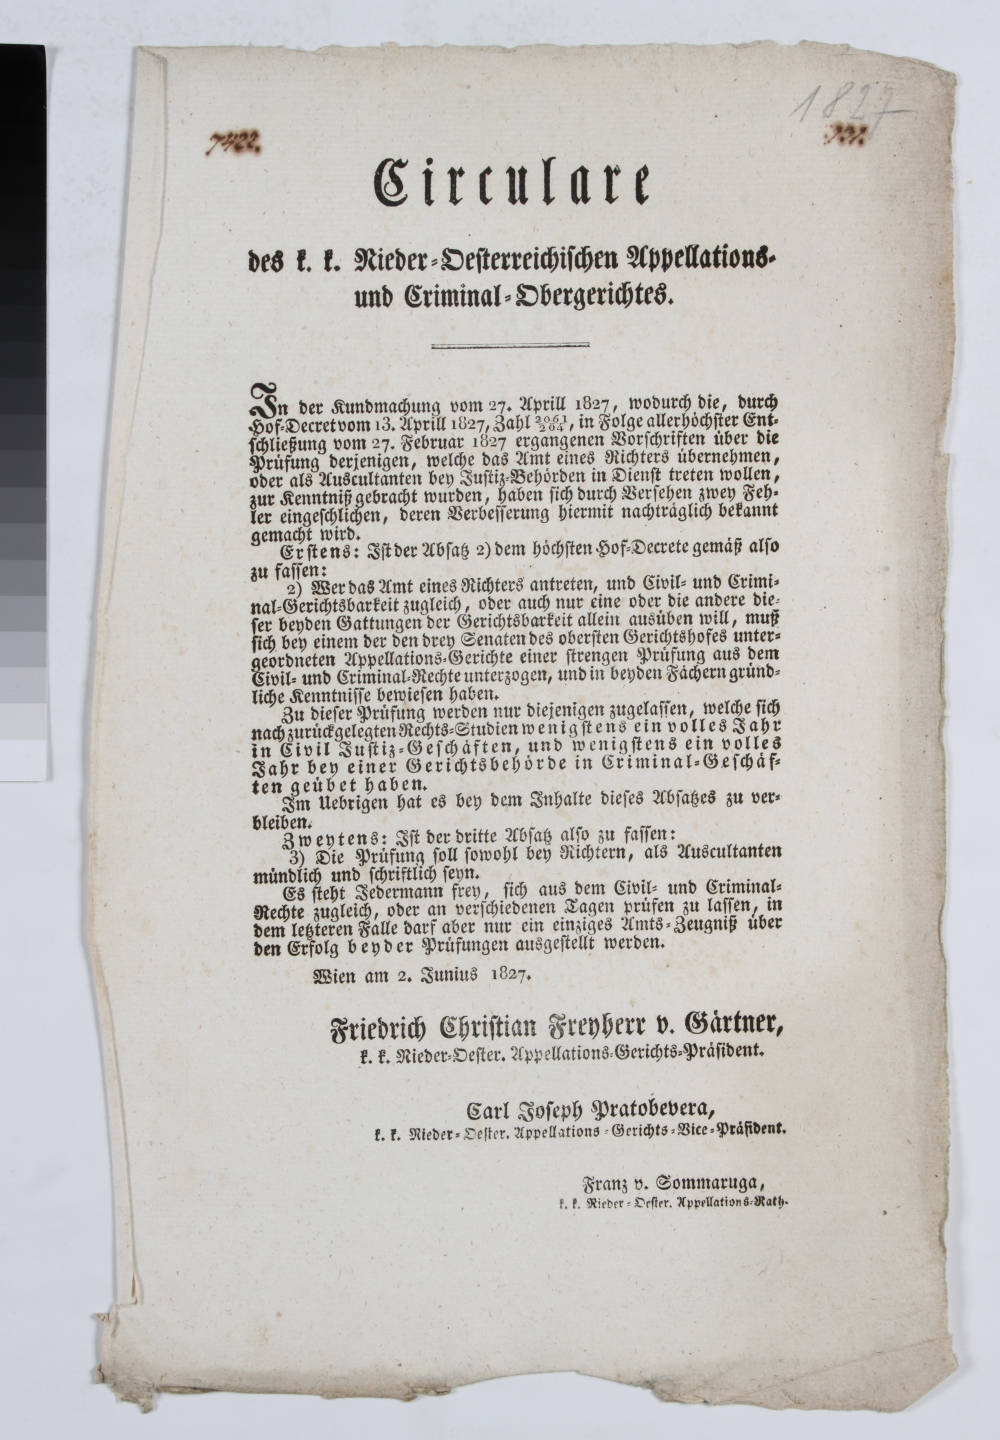 1827
7422.
Circulare
des k. k. Nieder-Oesterreichischen Appellations-
und Criminal-Obergerichtes.
In der Kundmachung vom 27. Aprill 1827, wodurch die, durch
Hof-Decret vom 13. Aprill 1827, Zahl 2061/204, in Folge allerhöchster Ent-
schließung vom 27. Februar 1827 ergangenen Vorschriften über die
Prüfung derjenigen, welche das Amt eines Richters übernehmen,
oder als Auscultanten bey Justiz-Behörden in Dienst treten wollen,
zur Kenntniß gebracht wurden, haben sich durch Versehen zwey Feh-
ler eingeschlichen, deren Verbesserung hiermit nachträglich bekannt
gemacht wird.
Erstens: Ist der Absatz 2) dem höchsten Hof-Decrete gemäß also
zu fassen:
2) Wer das Amt eines Richters antreten, und Civil- und Crimi-
nal-Gerichtsbarkeit zugleich, oder auch nur eine oder die andere die-
ser beyden Gattungen der Gerichtsbarkeit allein ausüben will, muß
sich bey einem der den drey Senaten des obersten Gerichtshofes unter-
geordneten Appellations-Gerichte einer strengen Prüfung aus dem
Civil- und Criminal-Rechte unterzogen, und in beyden Fächern gründ-
liche Kenntnisse bewiesen haben.
Zu dieser Prüfung werden nur diejenigen zugelassen, welche sich
nach zurückgelegten Rechts-Studien wenigstens ein volles Jahr
in Civil Justiz-Geschäften, und wenigstens ein volles
Jahr bey einer Gerichtsbehörde in Criminal-Geschäf-
ten geübet haben.
Im Uebrigen hat es bey dem Inhalte dieses Absatzes zu ver-
bleiben.
Zweytens: Ist der dritte Absatz also zu fassen:
3) Die Prüfung soll sowohl bey Richtern, als Auscultanten
mündlich und schriftlich seyn.
Es steht Jedermann frey, sich aus dem Civil- und Criminal-
Rechte zugleich, oder an verschiedenen Tagen prüfen zu lassen, in
dem letzteren Falle darf aber nur ein einziges Amts-Zeugniß über
den Erfolg beyder Prüfungen ausgestellt werden.
Wien am 2. Junius 1827.
Friedrich Christian Freyherr v. Gärtner,
k. k. Nieder-Oester. Appellations-Gerichts-Präsident.
Carl Joseph Pratobevera,
k. k. Nieder-Oester. Appellations-Gerichts-Vice-Präsident.
Franz v. Sommaruga,
k. k. Nieder-Oester. Appellations-Rath.